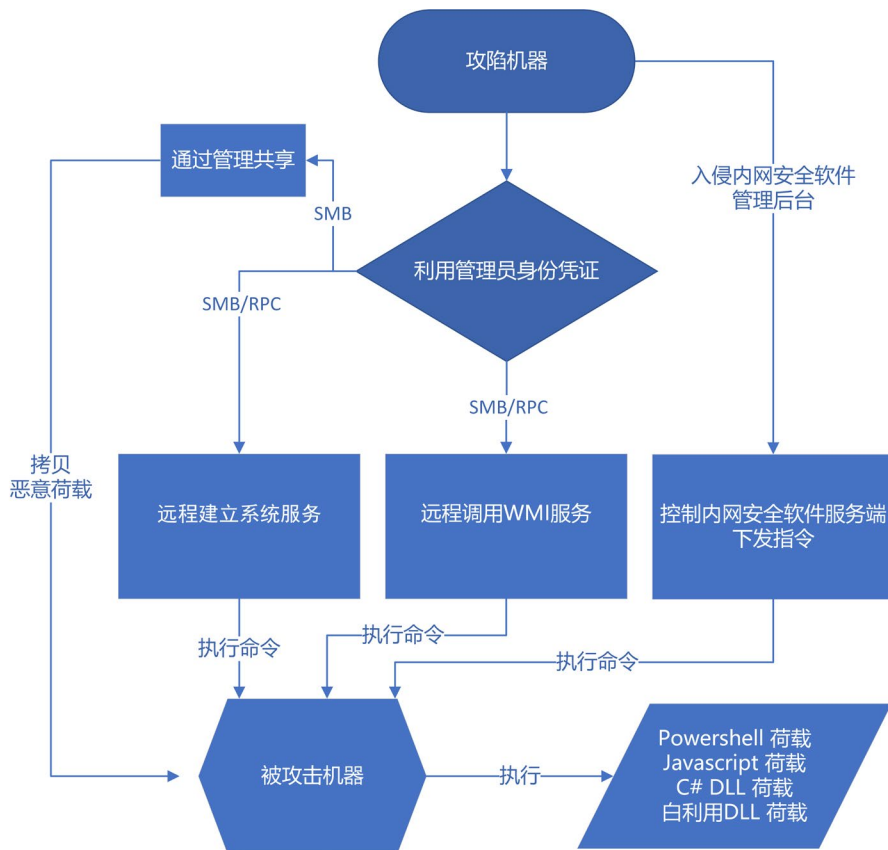 攻陷机器
通过管理共享
SMB
入侵内网安全软件
管理后台
利用管理员身份凭证
SMB/RPC
SMB/RPC
拷贝
恶意荷载
远程建立系统服务
远程调用WMI服务
控制内网安全软件服务端
下发指令
执行命令
执行命令
执行命令
被攻击机器
执行
Powershell 荷载
Javascript 荷载
C# DLL 荷载
白利用DLL 荷载